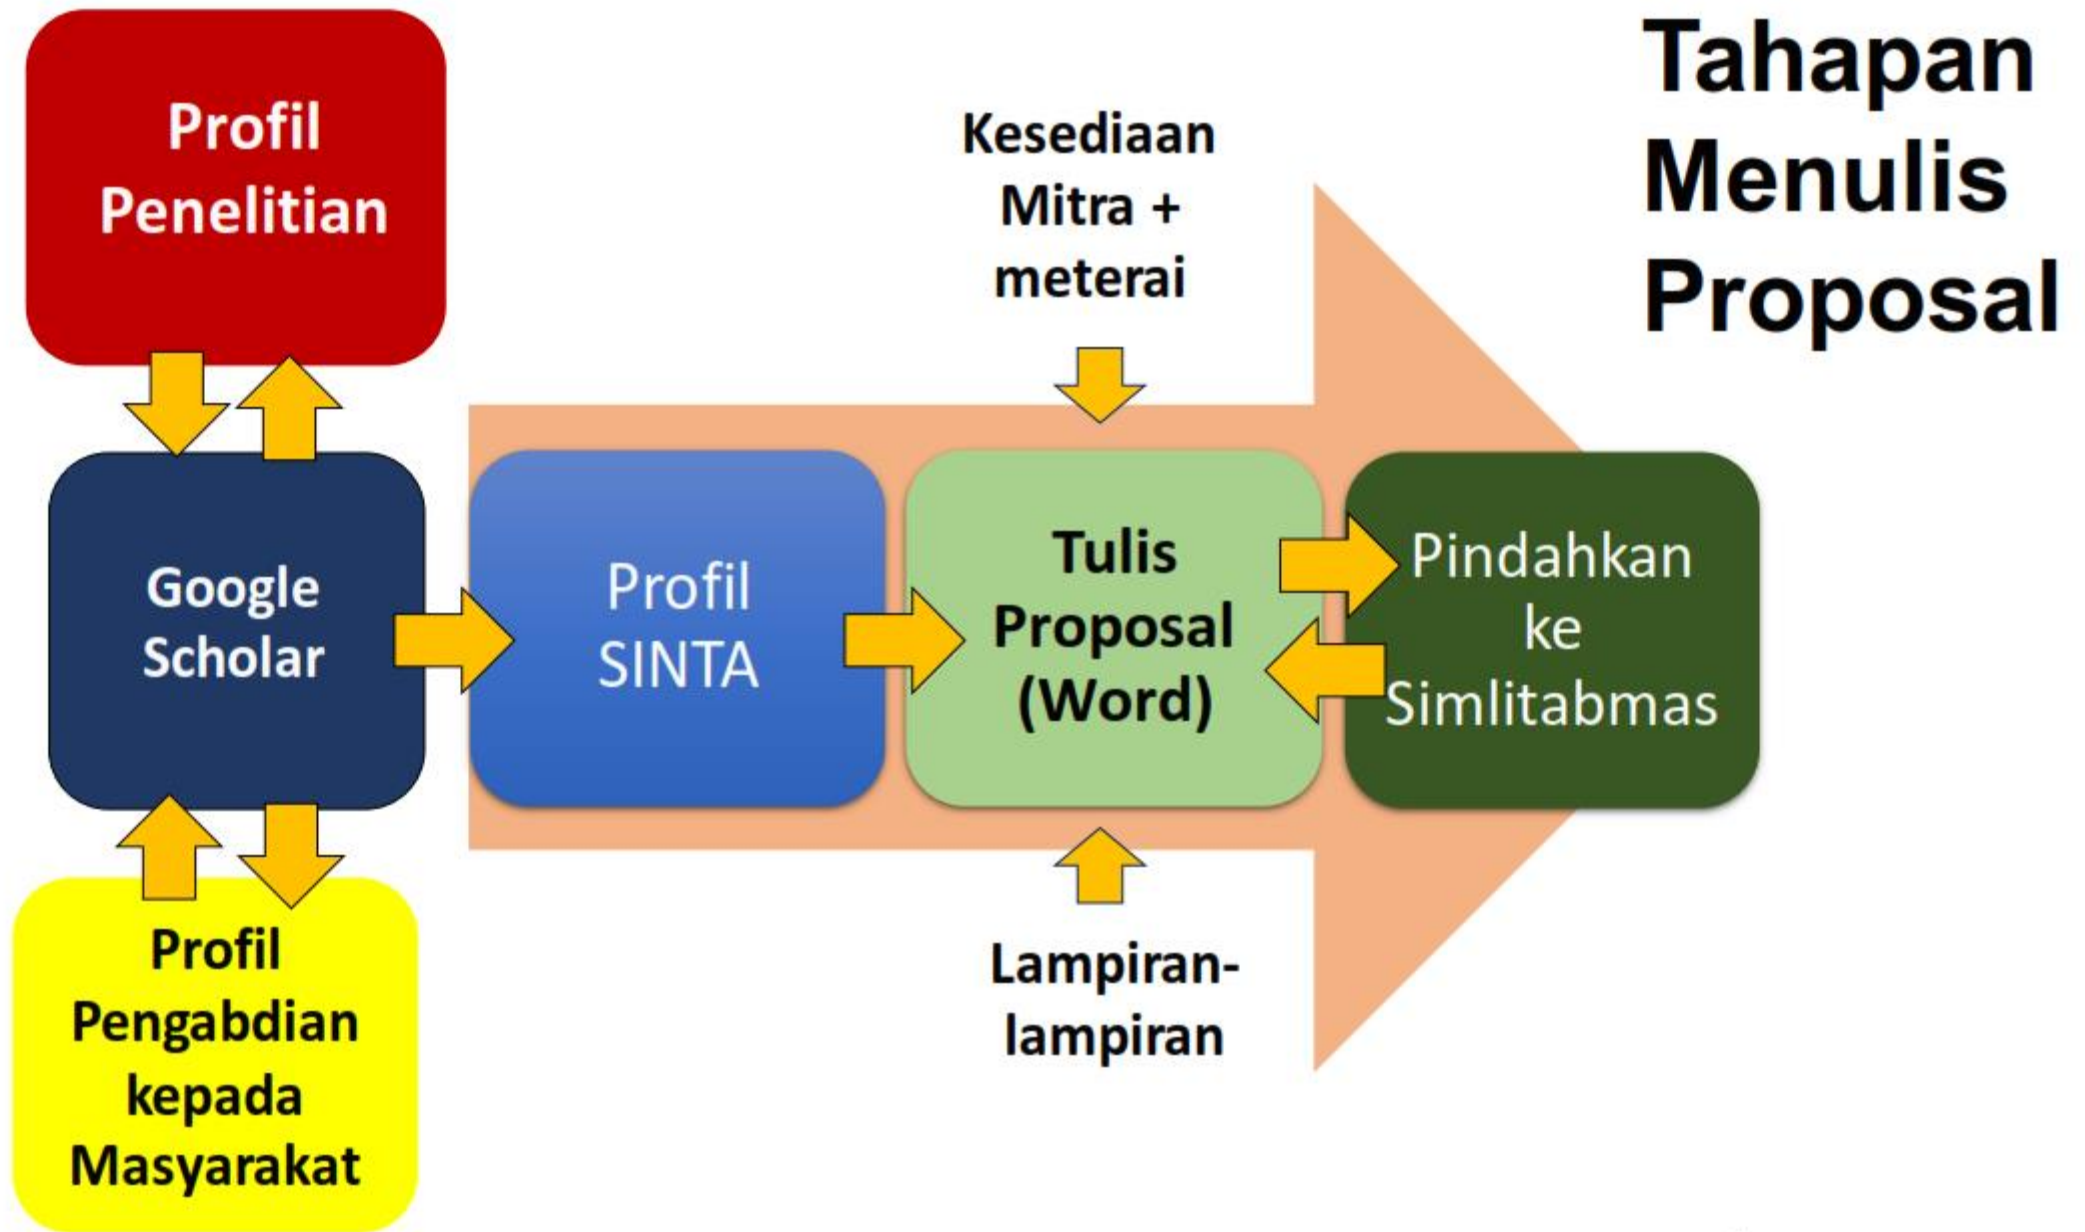 Tahapan
Menulis
Proposal
Profil
Penelitian
Kesediaan
Mitra +
meterai
Google
Scholar
Profil
SINTA
Tulis
Proposal
(Word)
Pindahkan
ke
Simlitabmas
Profil
Pengabdian
kepada
Masyarakat
Lampiran-
lampiran